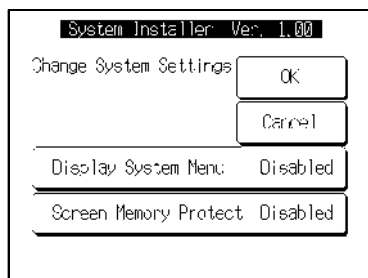 System Installer Ver. 1.00
Change System Settings
OK
Cancel
Display System Menu Disabled
Screen Memory Protect Disabled